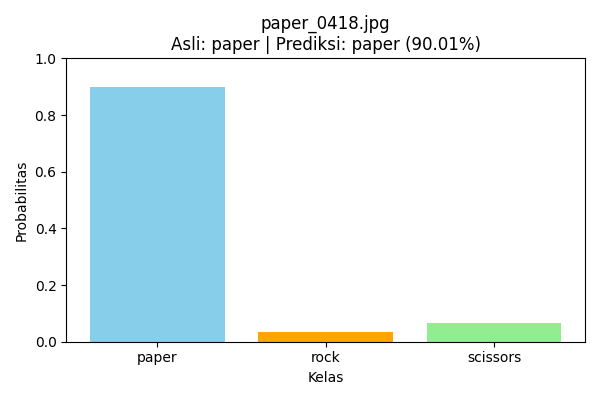 paper_0418.jpg
Asli: paper | Prediksi: paper (90.01%)
1.0
0.8
0.6
0.4
0.2
0.0
Probabilitas
paper rock scissors
Kelas